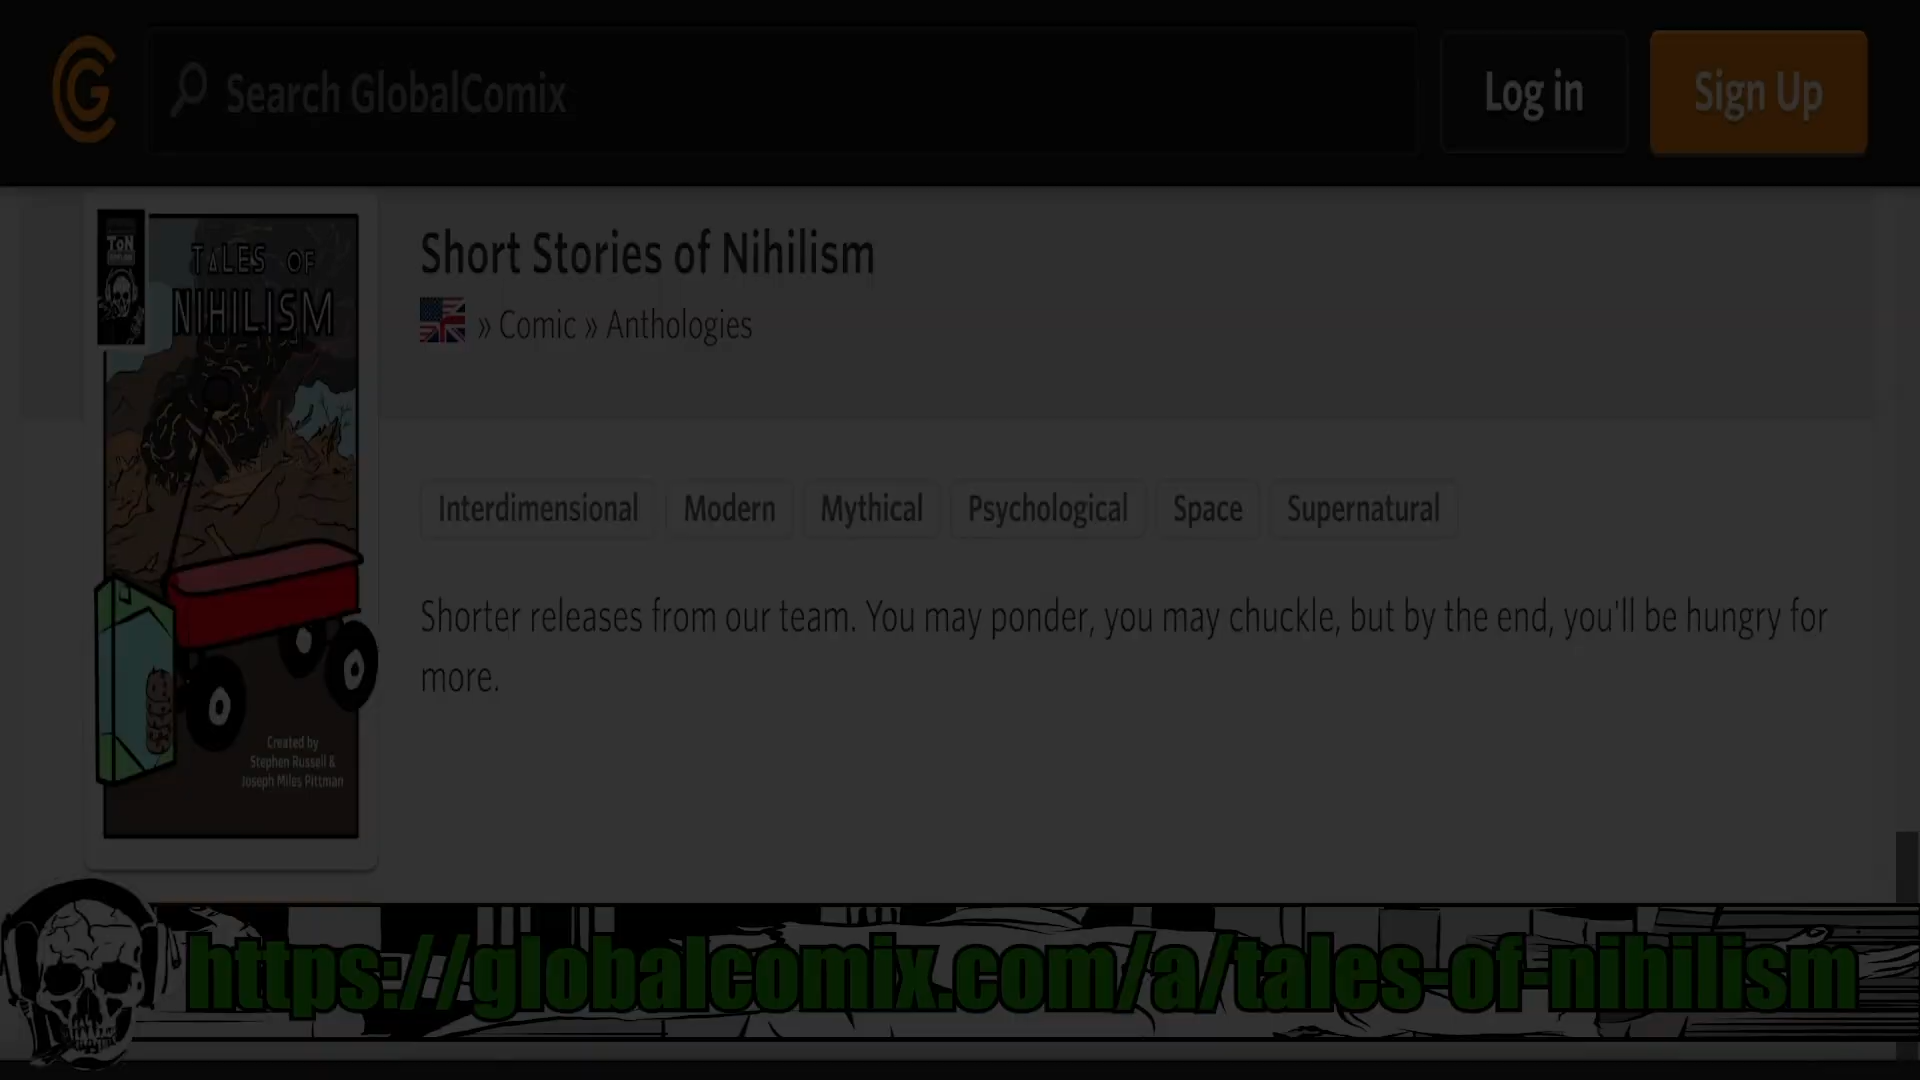 Search GlobalComix
Log in
Sign Up
ToN
TALES OF
NIHILISM
Created by
Stephen Russell &
Joseph Miles Pittman
Short Stories of Nihilism
» Comic » Anthologies
Interdimensional Modern Mythical Psychological Space Supernatural
Shorter releases from our team. You may ponder, you may chuckle, but by the end, you'll be hungry for
more.
https://globalcomix.com/a/tales-of-nihilism